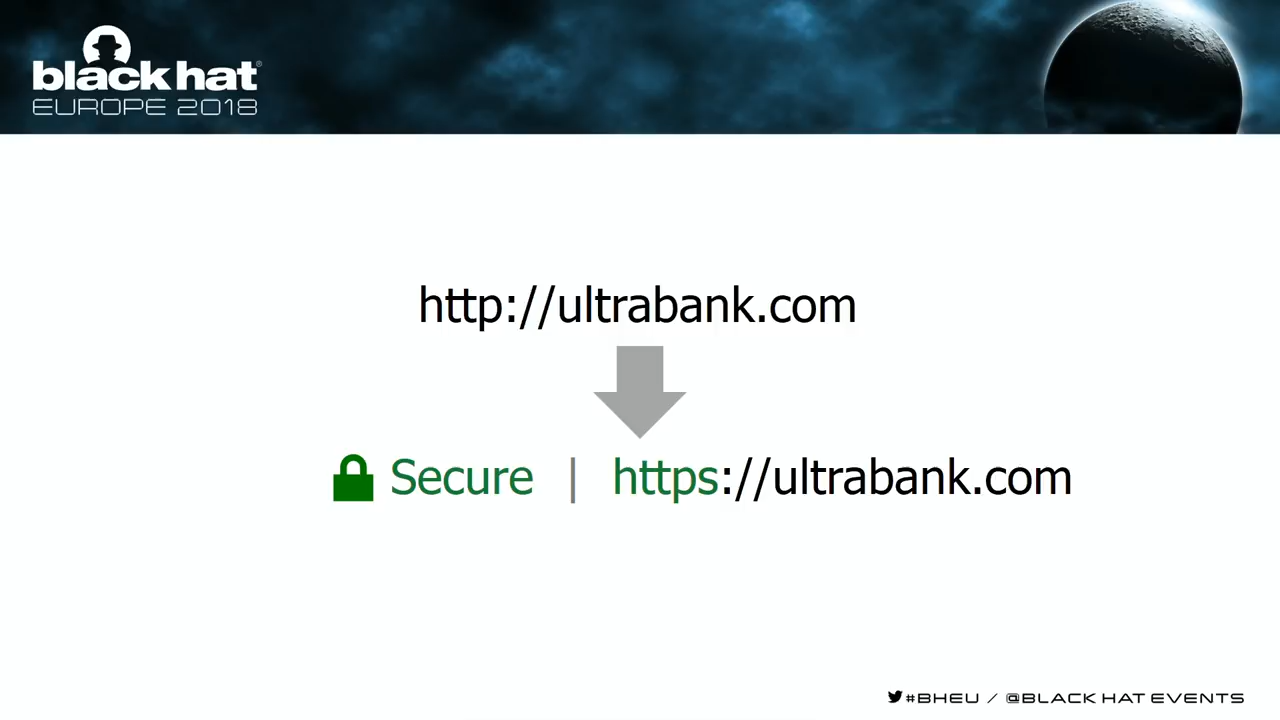 black hat®
EUROPE 2018
http://ultrabank.com
Secure | https://ultrabank.com
#BHEU / @BLACK HAT EVENTS